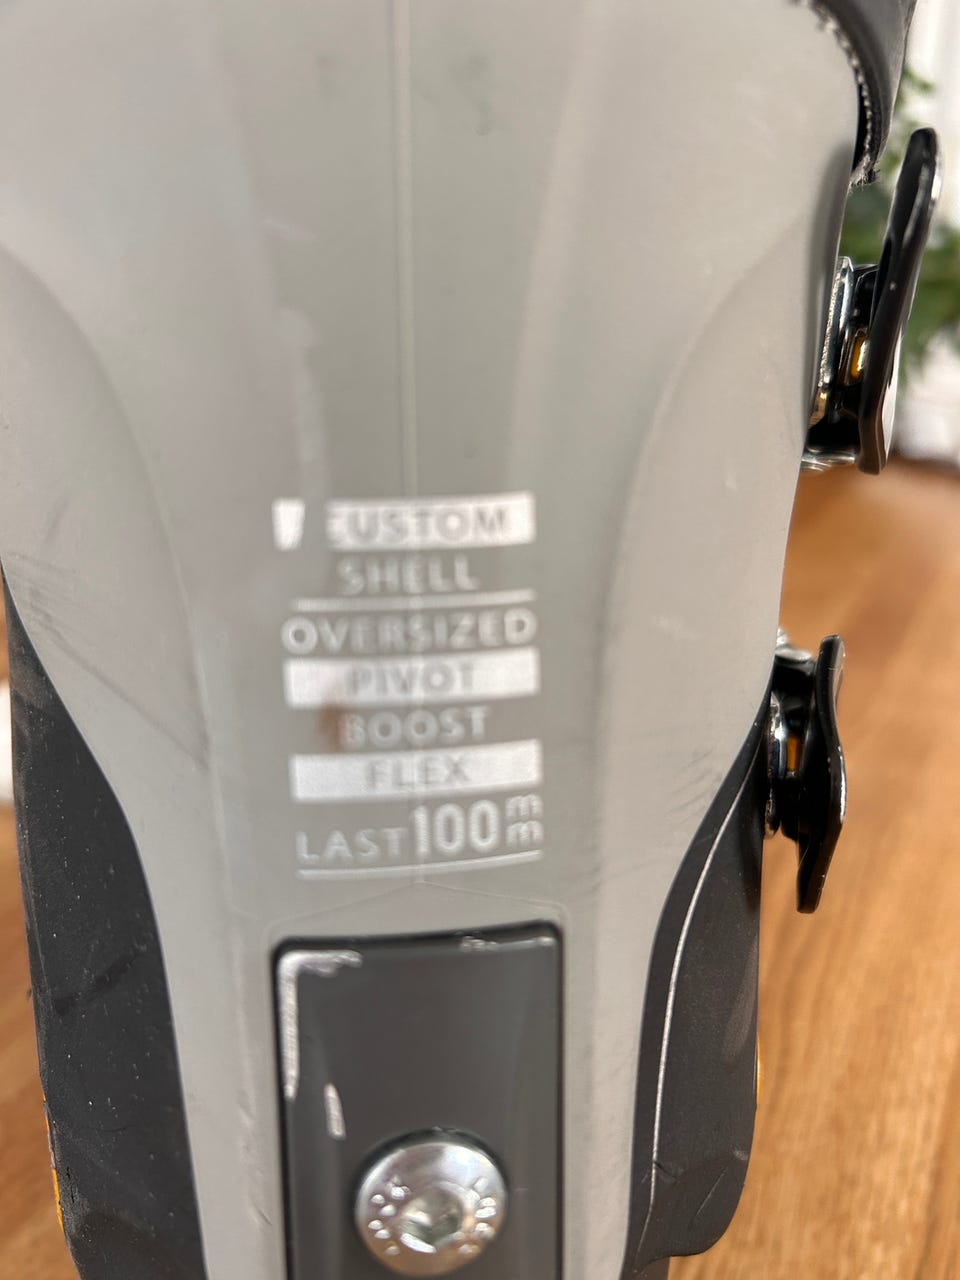 CUSTOM
SHELL
OVERSIZED
PIVOT
BOOST
FLEX
LAST 100 mm